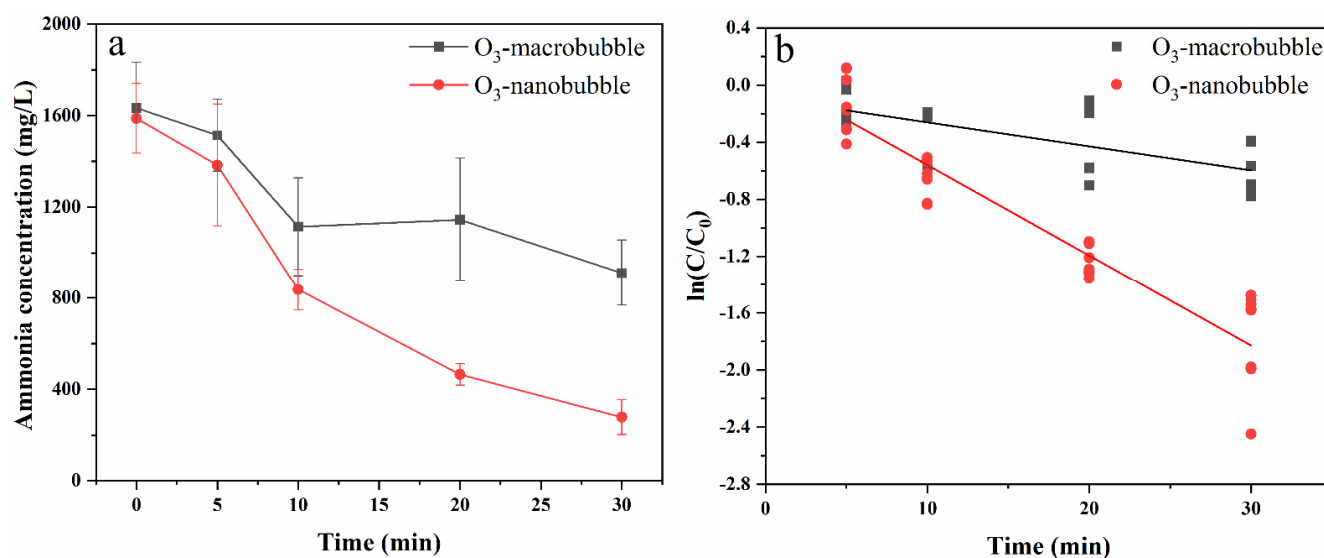 a
O₃-macrobubble
O₃-nanobubble
Ammonia concentration (mg/L)
2000
1600
1200
800
400
0
0 5 10 15 20 25 30
Time (min)
b
O₃-macrobubble
O₃-nanobubble
ln(C/C₀)
0.4
0.0
-0.4
-0.8
-1.2
-1.6
-2.0
-2.4
-2.8
0 10 20 30
Time (min)